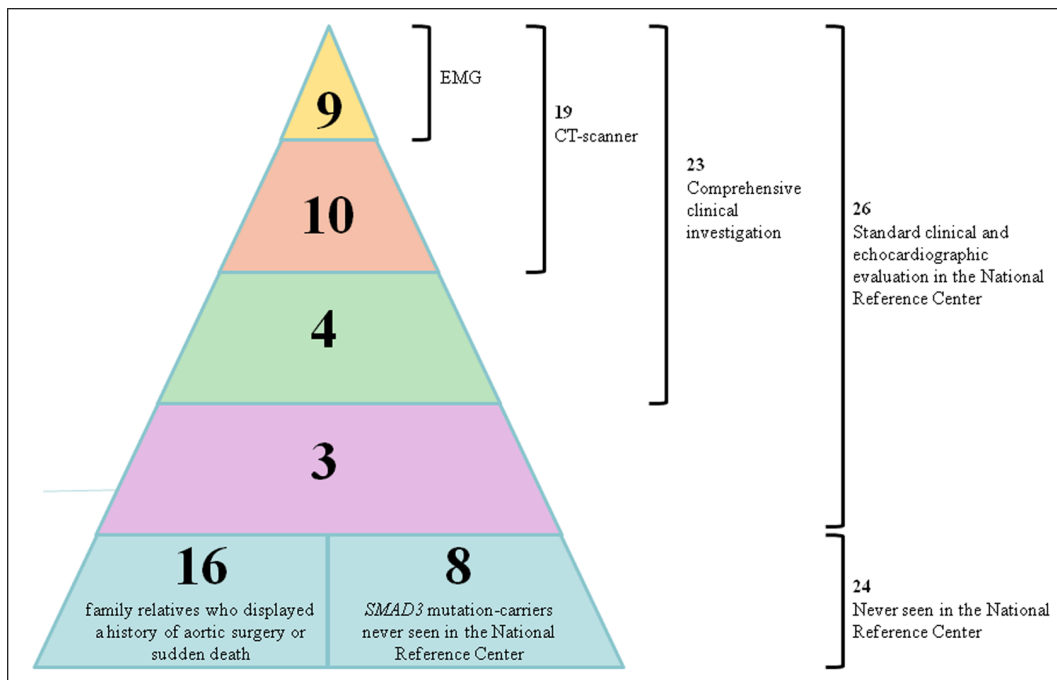 9
EMG
10
19
CT-scanner
4
23
Comprehensive
clinical
investigation
3
26
Standard clinical and
echocardiographic
evaluation in the National
Reference Center
16
family relatives who displayed
a history of aortic surgery or
sudden death
8
SMAD3 mutation-carriers
never seen in the National
Reference Center
24
Never seen in the National
Reference Center